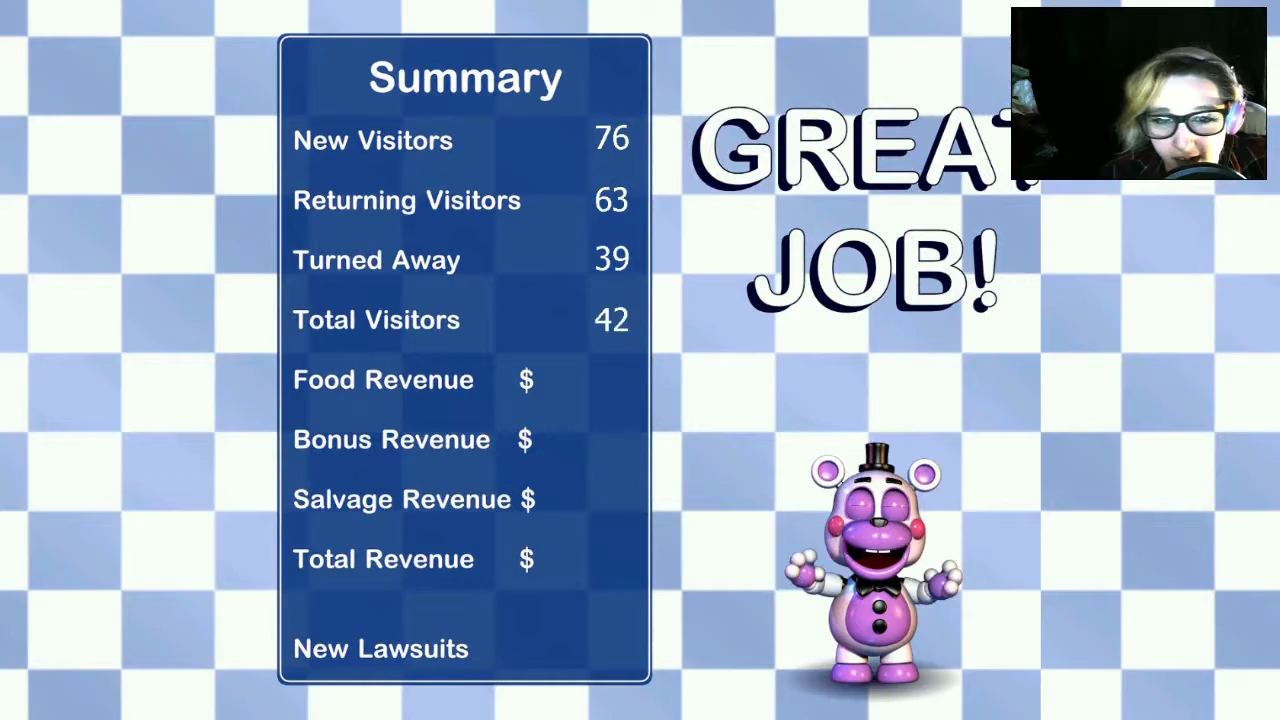 Summary
New Visitors 76
Returning Visitors 63
Turned Away 39
Total Visitors 42
Food Revenue $
Bonus Revenue $
Salvage Revenue $
Total Revenue $
New Lawsuits
GREAT
JOB!